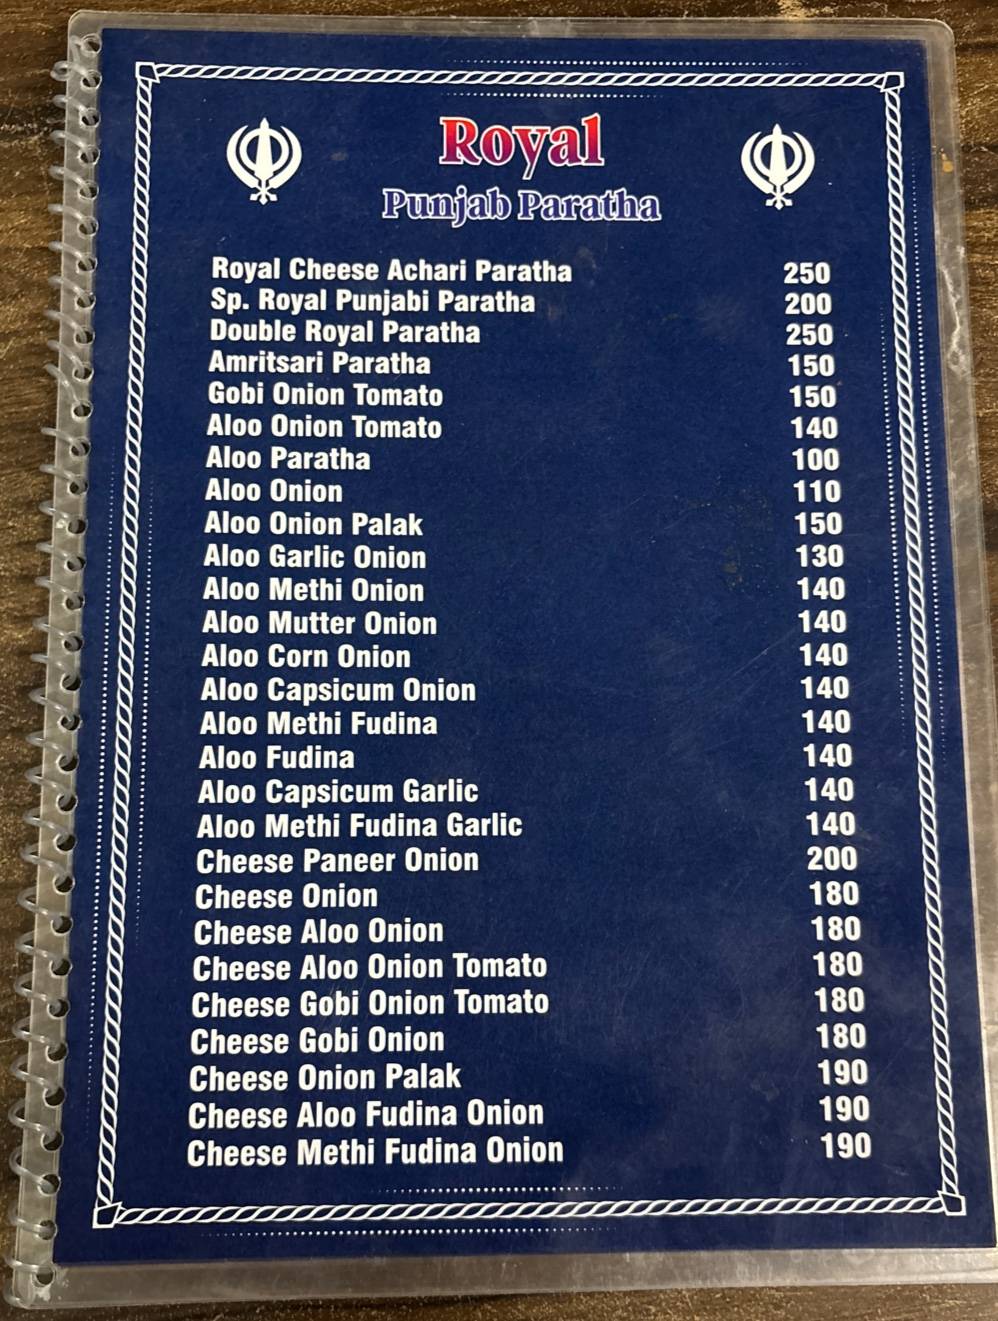 Royal
Punjab Paratha
Royal Cheese Achari Paratha 250
Sp. Royal Punjabi Paratha 200
Double Royal Paratha 250
Amritsari Paratha 150
Gobi Onion Tomato 150
Aloo Onion Tomato 140
Aloo Paratha 100
Aloo Onion 110
Aloo Onion Palak 150
Aloo Garlic Onion 130
Aloo Methi Onion 140
Aloo Mutter Onion 140
Aloo Corn Onion 140
Aloo Capsicum Onion 140
Aloo Methi Fudina 140
Aloo Fudina 140
Aloo Capsicum Garlic 140
Aloo Methi Fudina Garlic 140
Cheese Paneer Onion 200
Cheese Onion 180
Cheese Aloo Onion 180
Cheese Aloo Onion Tomato 180
Cheese Gobi Onion Tomato 180
Cheese Gobi Onion 180
Cheese Onion Palak 190
Cheese Aloo Fudina Onion 190
Cheese Methi Fudina Onion 190